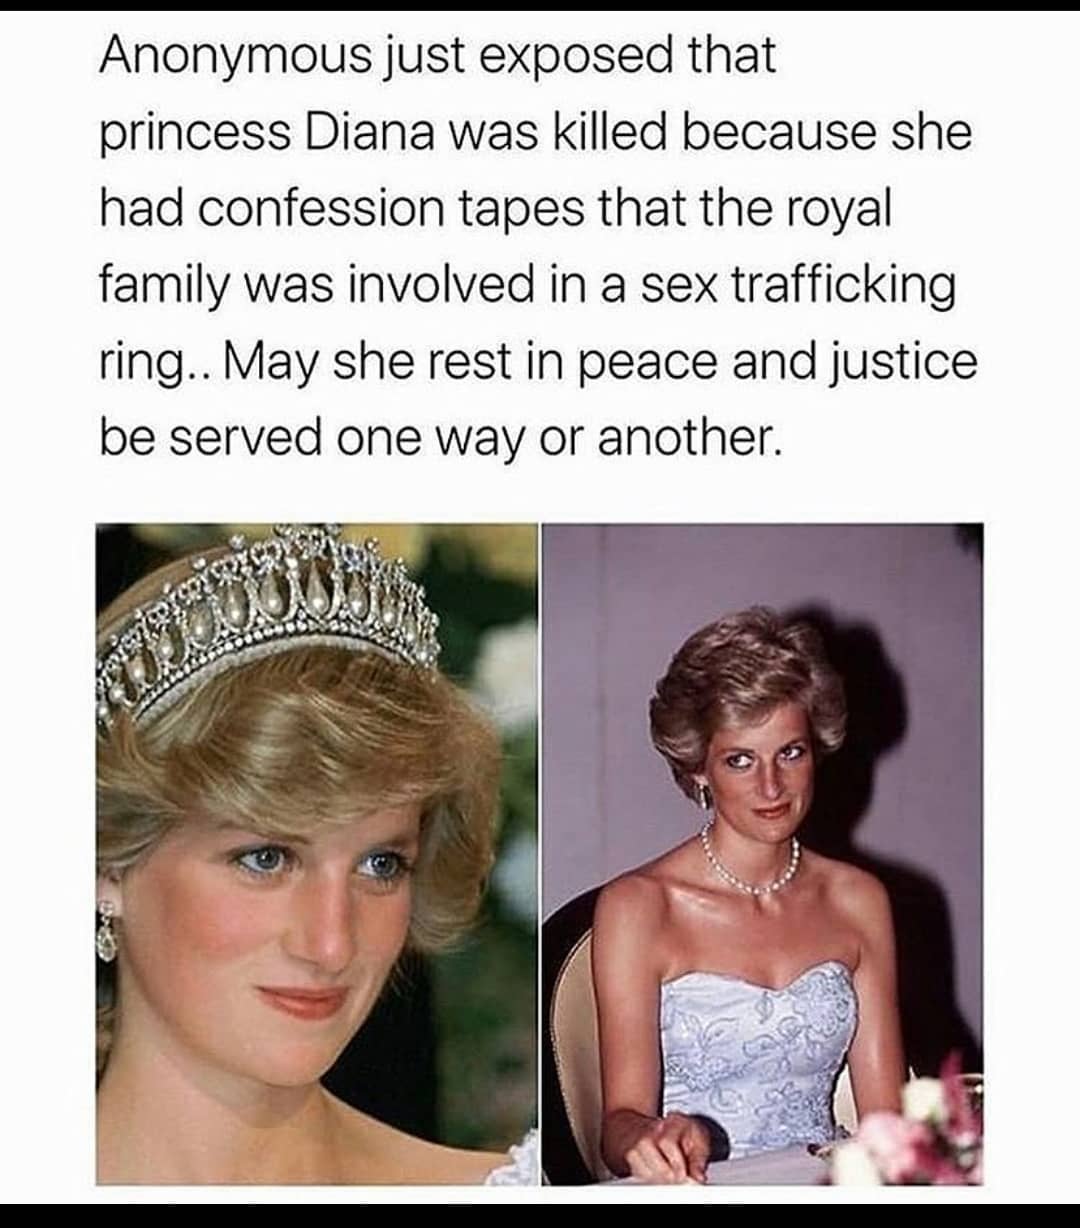 Anonymous just exposed that
princess Diana was killed because she
had confession tapes that the royal
family was involved in a sex trafficking
ring.. May she rest in peace and justice
be served one way or another.